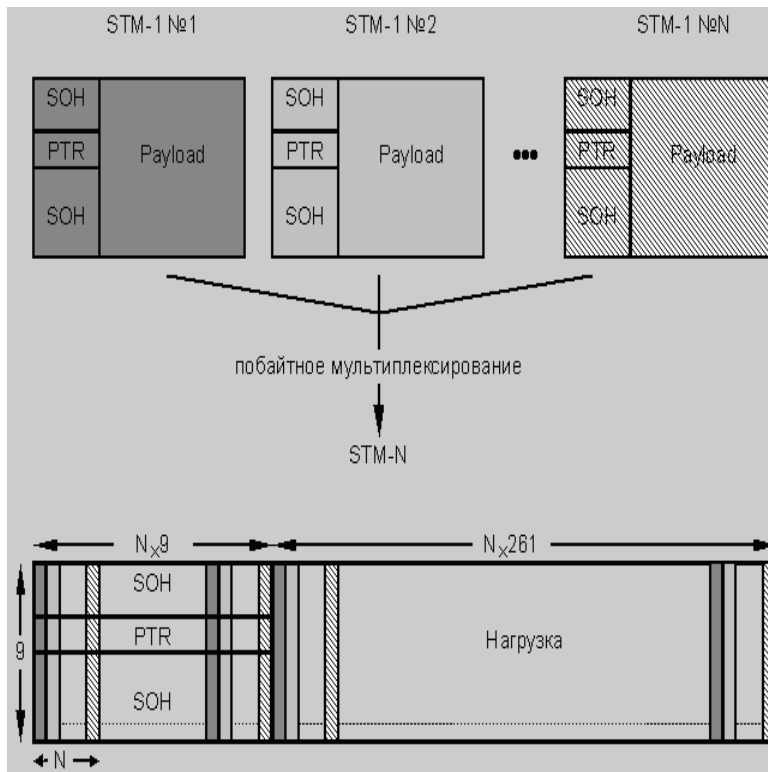 STM-1 №1 STM-1 №2 STM-1 №N
SOH SOH SOH
PTR Payload PTR Payload ••• PTR Payload
SOH SOH SOH
побайтное мультиплексирование
STM-N
Nx9 Nx261
SOH
9 PTR Нагрузка
SOH
N